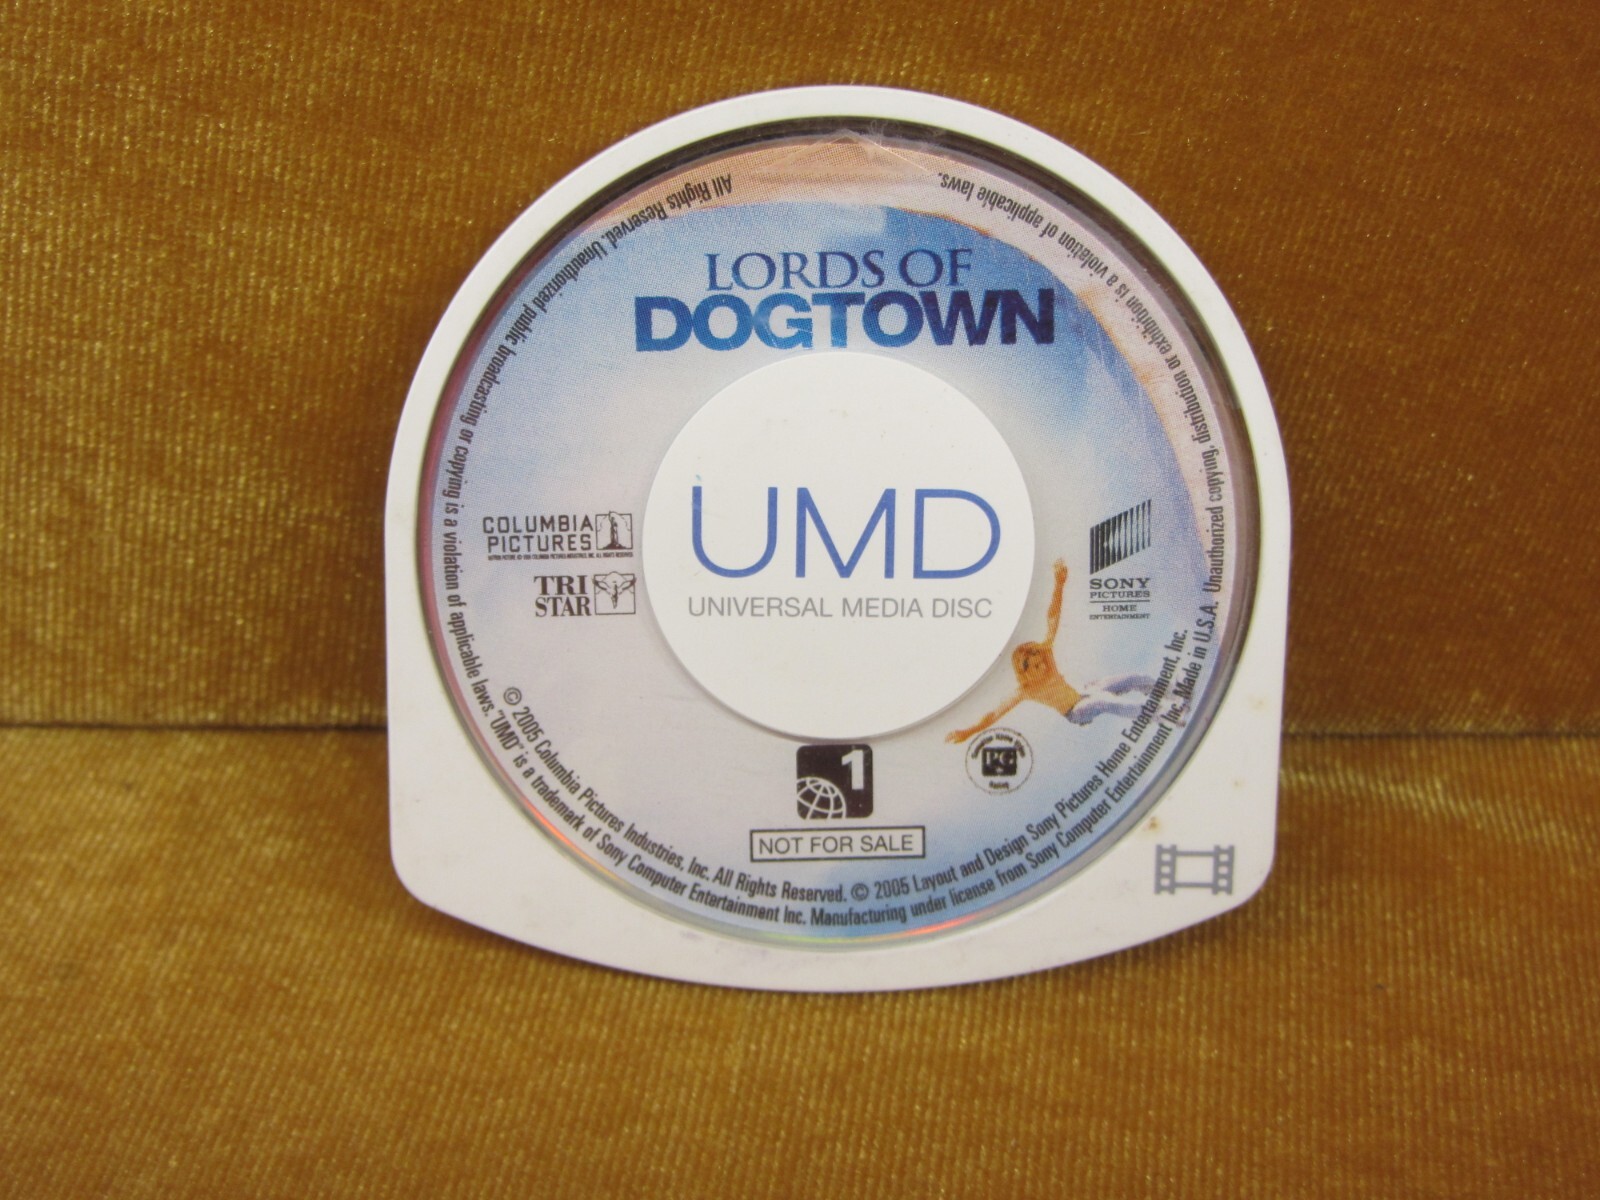 LORDS OF
DOGTOWN
UMD
UNIVERSAL MEDIA DISC
COLUMBIA
PICTURES
TRI
STAR
SONY
PICTURES
HOME
ENTERTAINMENT
PG
1
NOT FOR SALE
© 2005 Columbia Pictures Industries, Inc. All Rights Reserved. © 2005 Layout and Design Sony Pictures Home Entertainment, Inc.
All Rights Reserved. Unauthorized public broadcasting or copying is a violation of applicable laws. "UMD" is a trademark of Sony Computer Entertainment Inc. Manufacturing under license from Sony Computer Entertainment Inc. Made in U.S.A. Unauthorized copying, distribution or exhibition is a violation of applicable laws.